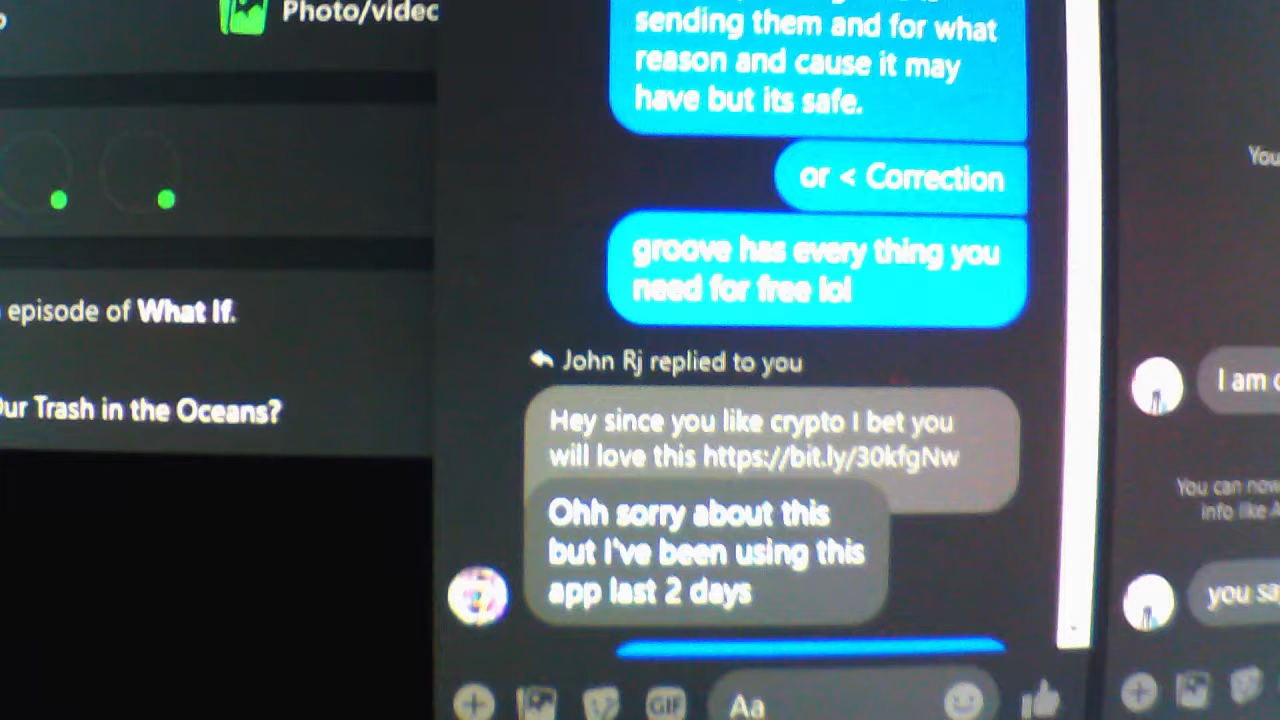 Photo/video
episode of What If.
Our Trash in the Oceans?
sending them and for what
reason and cause it may
have but its safe.
or < Correction
groove has every thing you
need for free lol
John Rj replied to you
Hey since you like crypto I bet you
will love this https://bit.ly/30kfgNw
Ohh sorry about this
but I've been using this
app last 2 days
GIF
Aa
You
I am
You can now
info like
you